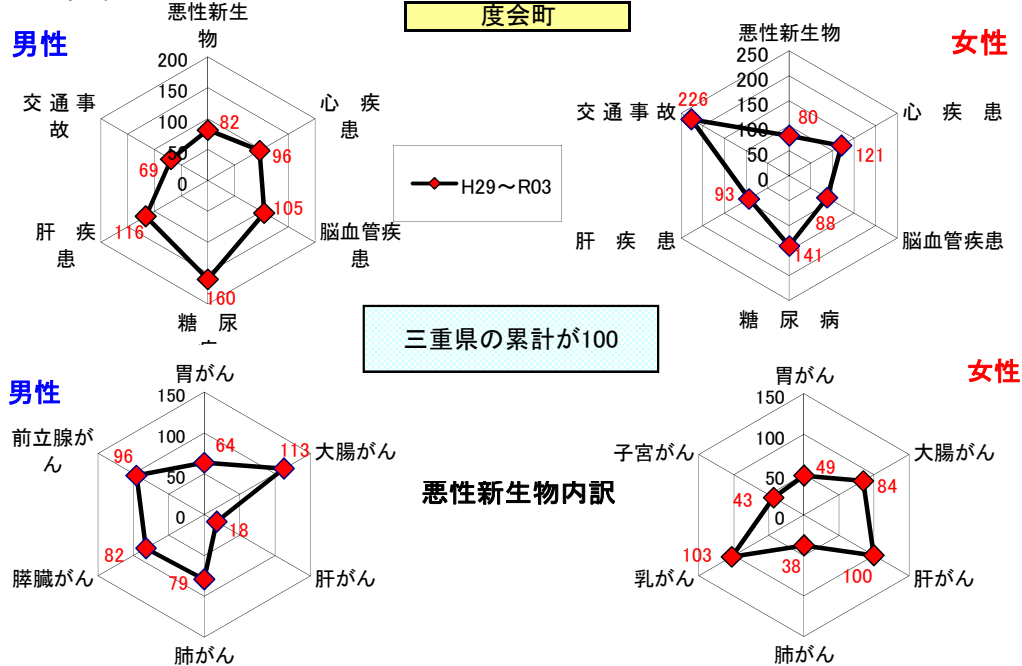 度会町
男性
悪性新生
物
200
150
100
50
0
心 疾
患
脳血管疾
患
糖 尿
肝 疾
患
交 通 事
故
82
96
105
160
116
69
H29～R03
女性
悪性新生物
250
200
150
100
50
0
心 疾 患
脳血管疾患
糖 尿 病
肝 疾 患
交 通 事 故
80
121
88
141
93
226
三重県の累計が100
男性
胃がん
150
100
50
0
大腸がん
肝がん
肺がん
膵臓がん
前立腺が
ん
64
113
18
79
82
96
悪性新生物内訳
女性
胃がん
150
100
50
0
大腸がん
肝がん
肺がん
乳がん
子宮がん
49
84
100
38
103
43